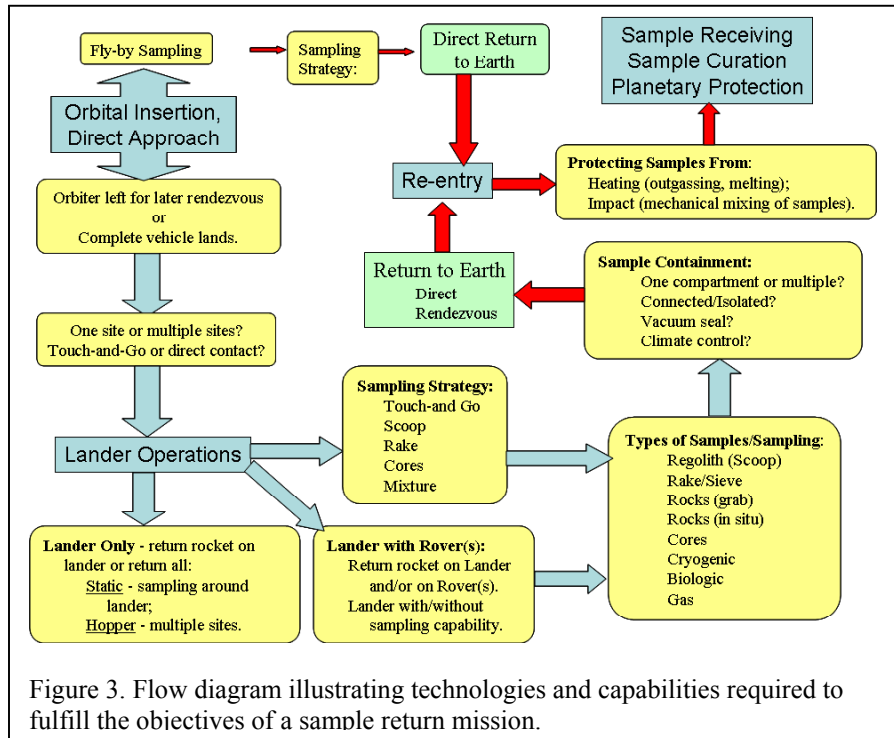 Fly-by Sampling
Sampling
Strategy:
Direct Return
to Earth
Sample Receiving
Sample Curation
Planetary Protection
Orbital Insertion,
Direct Approach
Re-entry
Protecting Samples From:
Heating (outgassing, melting);
Impact (mechanical mixing of samples).
Orbiter left for later rendezvous
or
Complete vehicle lands.
Return to Earth
Direct
Rendezvous
Sample Containment:
One compartment or multiple?
Connected/Isolated?
Vacuum seal?
Climate control?
One site or multiple sites?
Touch-and-Go or direct contact?
Sampling Strategy:
Touch-and Go
Scoop
Rake
Cores
Mixture
Lander Operations
Types of Samples/Sampling:
Regolith (Scoop)
Rake/Sieve
Rocks (grab)
Rocks (in situ)
Cores
Cryogenic
Biologic
Gas
Lander Only - return rocket on
lander or return all:
Static - sampling around
lander;
Hopper - multiple sites.
Lander with Rover(s):
Return rocket on Lander
and/or on Rover(s).
Lander with/without
sampling capability.
Figure 3. Flow diagram illustrating technologies and capabilities required to
fulfill the objectives of a sample return mission.